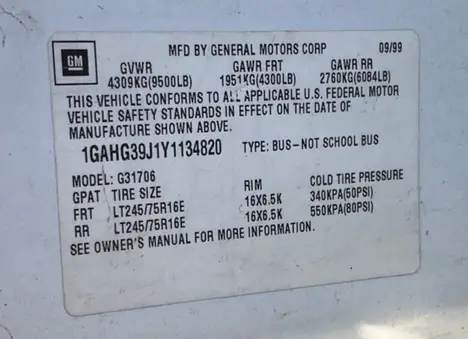 MFD BY GENERAL MOTORS CORP 09/99
GM
GVWR GAWR FRT GAWR RR
4309KG(9500LB) 1951KG(4300LB) 2760KG(6084LB)
THIS VEHICLE CONFORMS TO ALL APPLICABLE U.S. FEDERAL MOTOR
VEHICLE SAFETY STANDARDS IN EFFECT ON THE DATE OF
MANUFACTURE SHOWN ABOVE.
1GAHG39J1Y1134820 TYPE: BUS-NOT SCHOOL BUS
MODEL: G31706
GPAT TIRE SIZE RIM COLD TIRE PRESSURE
FRT LT245/75R16E 16X6.5K 340KPA(50PSI)
RR LT245/75R16E 16X6.5K 550KPA(80PSI)
SEE OWNER'S MANUAL FOR MORE INFORMATION.